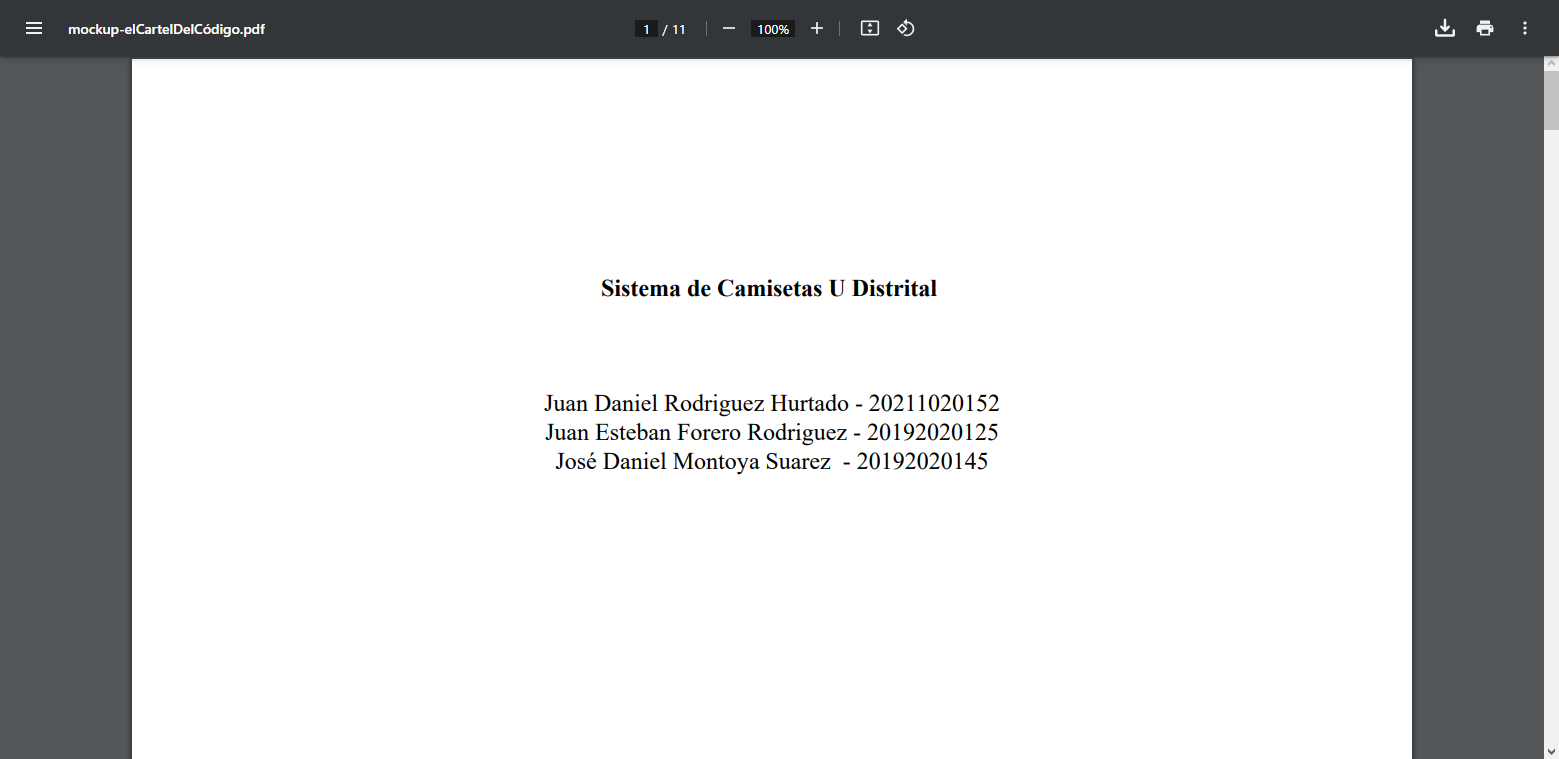 mockup-elCartelDelCódigo.pdf
1 / 11
100%
Sistema de Camisetas U Distrital
Juan Daniel Rodriguez Hurtado - 20211020152
Juan Esteban Forero Rodriguez - 20192020125
José Daniel Montoya Suarez  - 20192020145